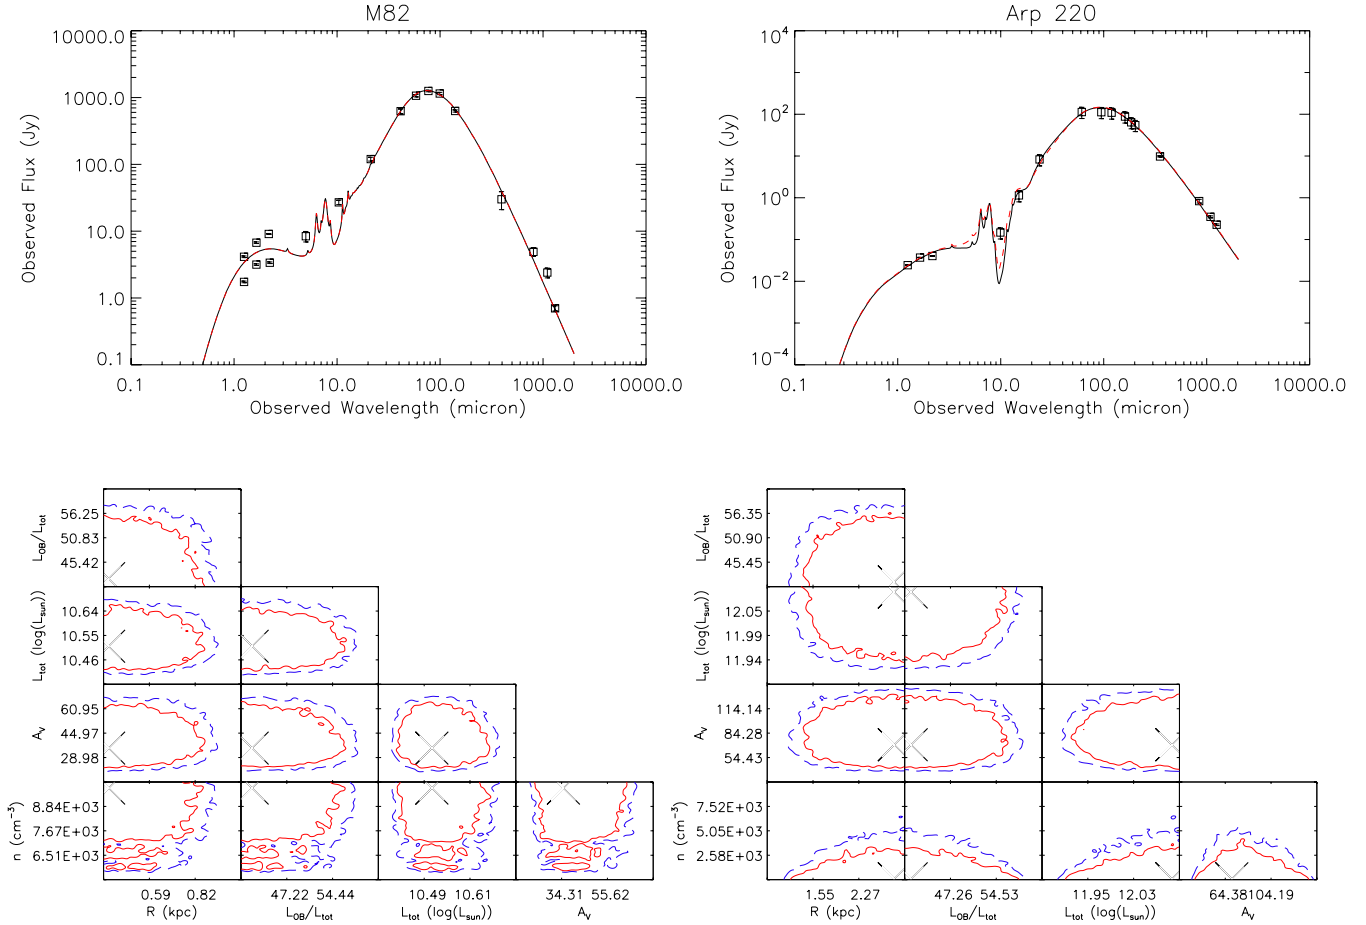 M82
Arp 220
10000.0
1000.0
100.0
10.0
1.0
0.1
Observed Flux (Jy)
0.1 1.0 10.0 100.0 1000.0 10000.0
Observed Wavelength (micron)
10⁴
10²
10⁰
10⁻²
10⁻⁴
Observed Flux (Jy)
0.1 1.0 10.0 100.0 1000.0 10000.0
Observed Wavelength (micron)
56.25
50.83
45.42
L_OB/L_tot
10.64
10.55
10.46
L_tot (log(L_sun))
60.95
44.97
28.98
A_V
8.84E+03
7.67E+03
6.51E+03
n (cm⁻³)
0.59 0.82
R (kpc)
47.22 54.44
L_OB/L_tot
10.49 10.61
L_tot (log(L_sun))
34.31 55.62
A_V
56.35
50.90
45.45
L_OB/L_tot
12.05
11.99
11.94
L_tot (log(L_sun))
114.14
84.28
54.43
A_V
7.52E+03
5.05E+03
2.58E+03
n (cm⁻³)
1.55 2.27
R (kpc)
47.26 54.53
L_OB/L_tot
11.95 12.03
L_tot (log(L_sun))
64.38 104.19
A_V